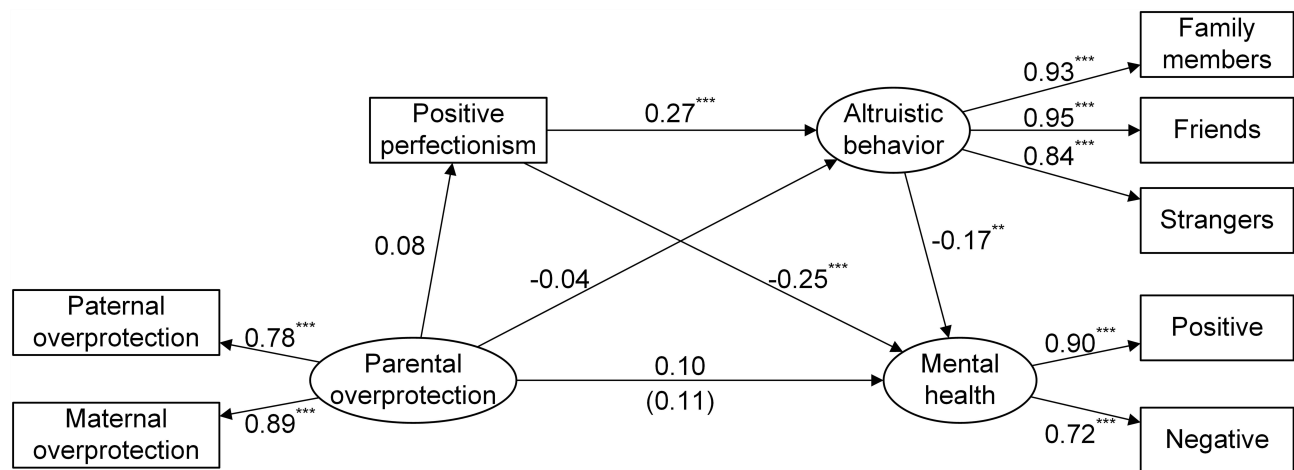 Family
members
0.93***
Positive
perfectionism
0.27***
Altruistic
behavior
0.95***
Friends
0.84***
Strangers
0.08
-0.04
-0.25***
-0.17**
Paternal
overprotection
0.78***
Parental
overprotection
0.10
(0.11)
Mental
health
0.90***
Positive
Maternal
overprotection
0.89***
0.72***
Negative